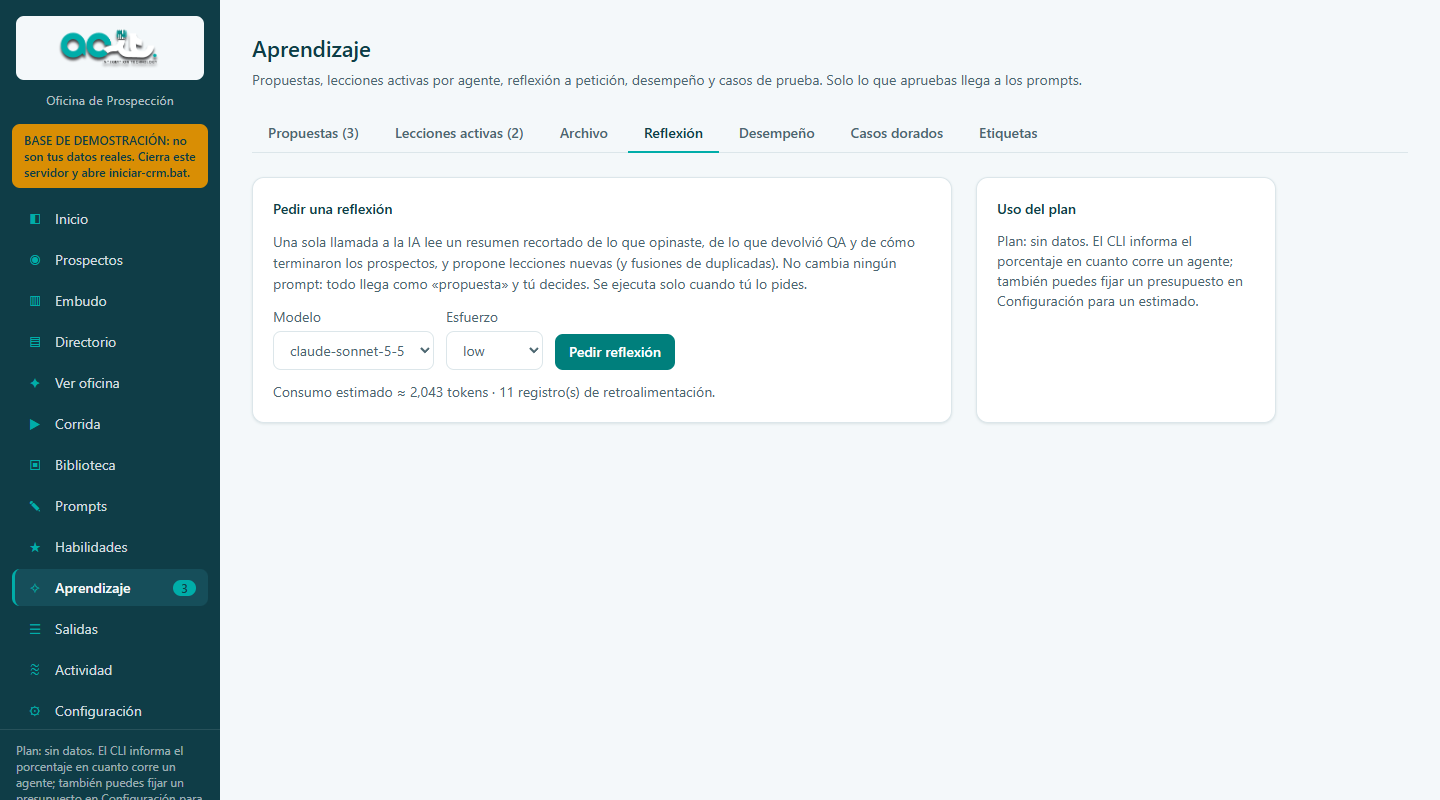 Oficina de Prospección
BASE DE DEMOSTRACIÓN: no
son tus datos reales. Cierra este
servidor y abre iniciar-crm.bat.
Inicio
Prospectos
Embudo
Directorio
Ver oficina
Corrida
Biblioteca
Prompts
Habilidades
Aprendizaje 3
Salidas
Actividad
Configuración
Plan: sin datos. El CLI informa el
porcentaje en cuanto corre un
agente; también puedes fijar un
presupuesto en Configuración para
Aprendizaje
Propuestas, lecciones activas por agente, reflexión a petición, desempeño y casos de prueba. Solo lo que apruebas llega a los prompts.
Propuestas (3) Lecciones activas (2) Archivo Reflexión Desempeño Casos dorados Etiquetas
Pedir una reflexión
Una sola llamada a la IA lee un resumen recortado de lo que opinaste, de lo que devolvió QA y de cómo
terminaron los prospectos, y propone lecciones nuevas (y fusiones de duplicadas). No cambia ningún
prompt: todo llega como «propuesta» y tú decides. Se ejecuta solo cuando tú lo pides.
Modelo Esfuerzo
claude-sonnet-5-5 low Pedir reflexión
Consumo estimado ≈ 2,043 tokens · 11 registro(s) de retroalimentación.
Uso del plan
Plan: sin datos. El CLI informa el
porcentaje en cuanto corre un agente;
también puedes fijar un presupuesto en
Configuración para un estimado.